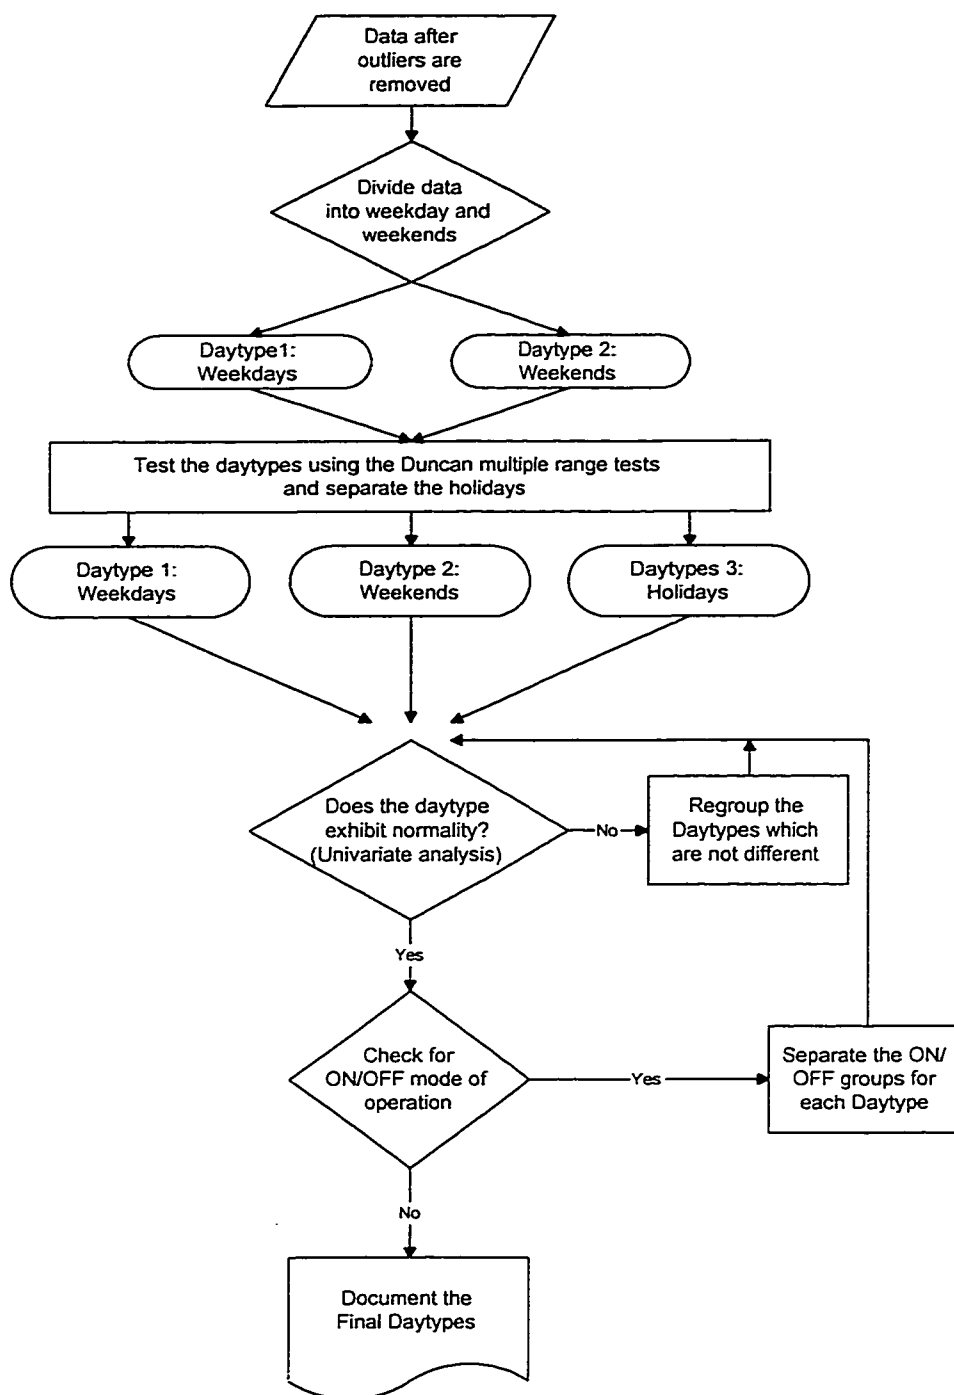 Data after
outliers are
removed
Divide data
into weekday and
weekends
Daytype1:
Weekdays
Daytype 2:
Weekends
Test the daytypes using the Duncan multiple range tests
and separate the holidays
Daytype 1:
Weekdays
Daytype 2:
Weekends
Daytypes 3:
Holidays
Does the daytype
exhibit normality?
(Univariate analysis)
No
Regroup the
Daytypes which
are not different
Yes
Check for
ON/OFF mode of
operation
Yes
Separate the ON/
OFF groups for
each Daytype
No
Document the
Final Daytypes